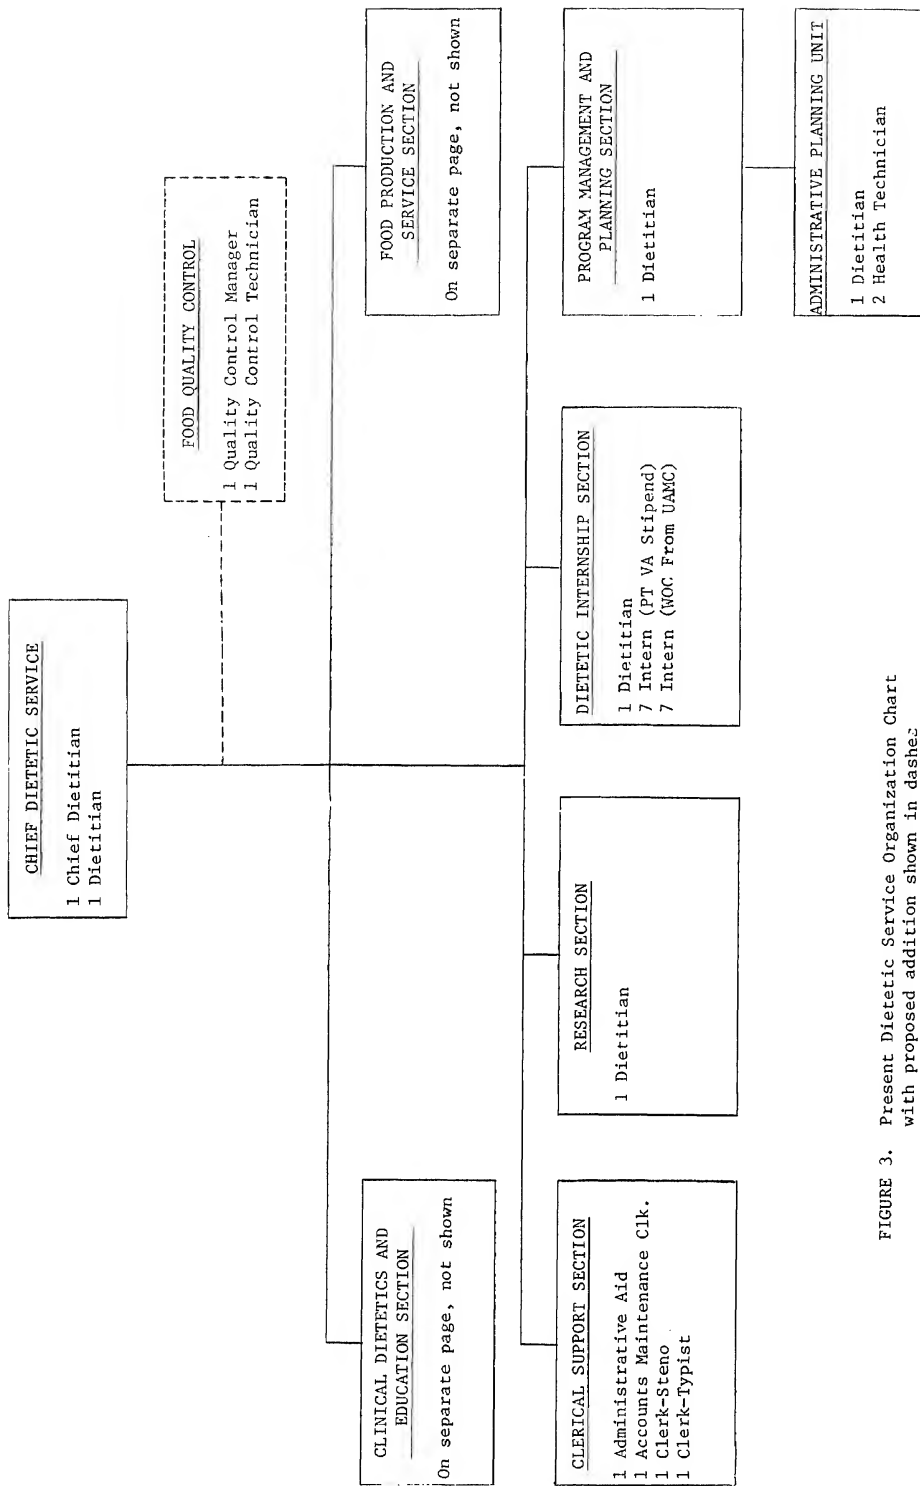 CHIEF DIETETIC SERVICE
1 Chief Dietitian
1 Dietitian
FOOD QUALITY CONTROL
1 Quality Control Manager
1 Quality Control Technician
CLINICAL DIETETICS AND
EDUCATION SECTION
On separate page, not shown
FOOD PRODUCTION AND
SERVICE SECTION
On separate page, not shown
CLERICAL SUPPORT SECTION
1 Administrative Aid
1 Accounts Maintenance Clk.
1 Clerk-Steno
1 Clerk-Typist
RESEARCH SECTION
1 Dietitian
DIETETIC INTERNSHIP SECTION
1 Dietitian
7 Intern (PT VA Stipend)
7 Intern (WOC From UAMC)
PROGRAM MANAGEMENT AND
PLANNING SECTION
1 Dietitian
ADMINISTRATIVE PLANNING UNIT
1 Dietitian
2 Health Technician
FIGURE 3. Present Dietetic Service Organization Chart
with proposed addition shown in dashes